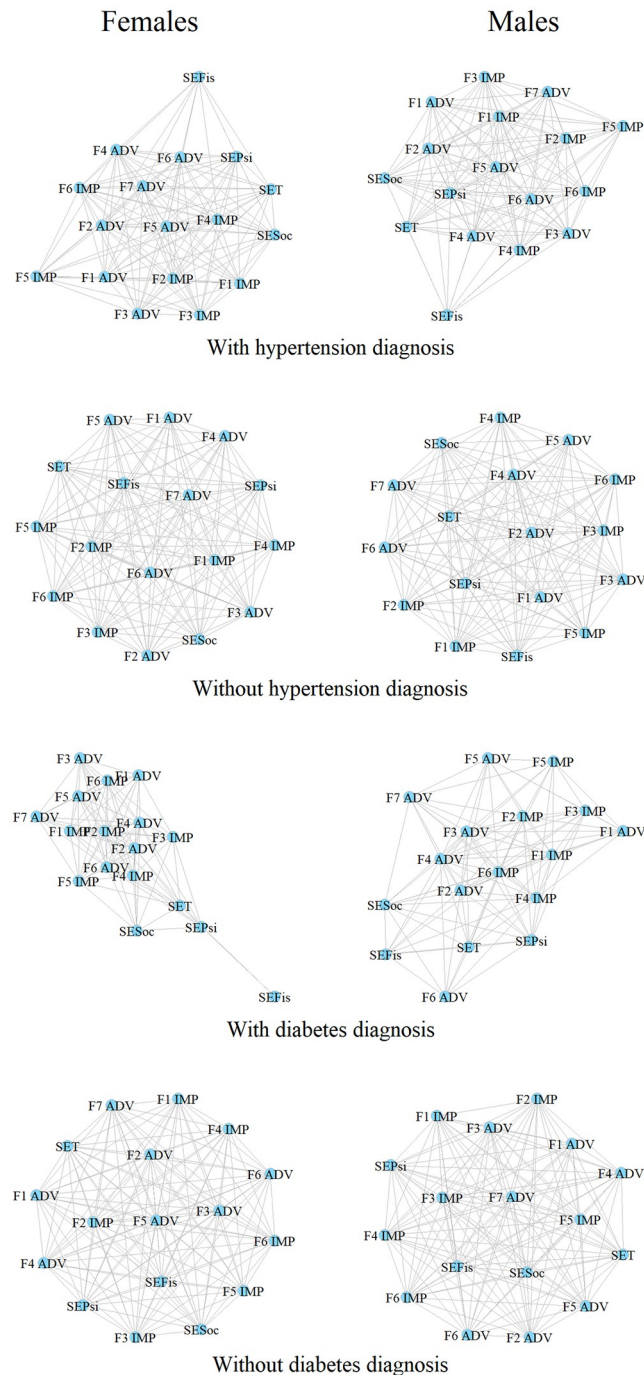 Females Males
SEFis
F4 ADV
F6 ADV
SEPsi
F6 IMP
F7 ADV
SET
F2 ADV
F5 ADV
F4 IMP
SESoc
F5 IMP
F1 ADV
F2 IMP
F1 IMP
F3 ADV
F3 IMP
F3 IMP
F7 ADV
F1 ADV
F1 IMP
F5 IMP
F2 IMP
F2 ADV
F5 ADV
SESoc
SEPsi
F6 IMP
F6 ADV
SET
F4 ADV
F3 ADV
F4 IMP
SEFis
With hypertension diagnosis
F5 ADV
F1 ADV
F4 ADV
SET
SEFis
SEPsi
F7 ADV
F5 IMP
F2 IMP
F4 IMP
F1 IMP
F6 ADV
F6 IMP
F3 ADV
F3 IMP
SESoc
F2 ADV
F4 IMP
SESoc
F5 ADV
F4 ADV
F6 IMP
F7 ADV
SET
F3 IMP
F2 ADV
F6 ADV
SEPsi
F3 ADV
F2 IMP
F1 ADV
F5 IMP
F1 IMP
SEFis
Without hypertension diagnosis
F3 ADV
F1 ADV
F6 IMP
F5 ADV
F7 ADV
F4 ADV
F1 IMP
F2 IMP
F3 IMP
F2 ADV
F6 ADV
F4 IMP
F5 IMP
SET
SESoc
SEPsi
SEFis
F5 ADV
F5 IMP
F7 ADV
F3 IMP
F2 IMP
F3 ADV
F1 ADV
F4 ADV
F1 IMP
F6 IMP
F2 ADV
F4 IMP
SESoc
SEPsi
SET
SEFis
F6 ADV
With diabetes diagnosis
F1 IMP
F7 ADV
F4 IMP
SET
F2 ADV
F6 ADV
F1 ADV
F3 ADV
F2 IMP
F5 ADV
F6 IMP
F4 ADV
SEFis
F5 IMP
SEPsi
SESoc
F3 IMP
F2 IMP
F1 IMP
F3 ADV
F1 ADV
SEPsi
F4 ADV
F3 IMP
F7 ADV
F5 IMP
F4 IMP
SET
SEFis
SESoc
F6 IMP
F5 ADV
F6 ADV
F2 ADV
Without diabetes diagnosis